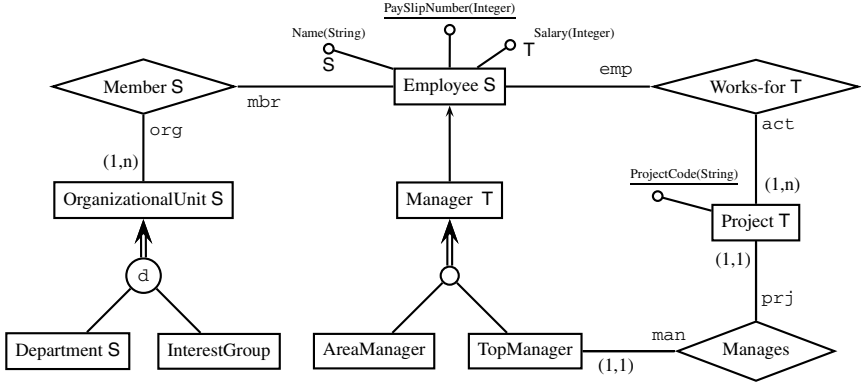 PaySlipNumber(Integer)
Name(String)
Salary(Integer)
S
T
Member S
mbr
Employee S
emp
Works-for T
org
act
(1,n)
ProjectCode(String)
(1,n)
OrganizationalUnit S
Manager T
Project T
(1,1)
d
prj
man
Department S
InterestGroup
AreaManager
TopManager
(1,1)
Manages